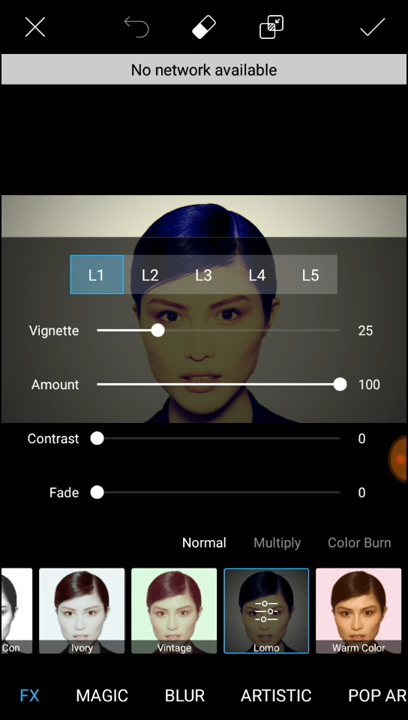 No network available
L1 L2 L3 L4 L5
Vignette 25
Amount 100
Contrast 0
Fade 0
Normal Multiply Color Burn
Con Ivory Vintage Lomo Warm Color
FX MAGIC BLUR ARTISTIC POP AR